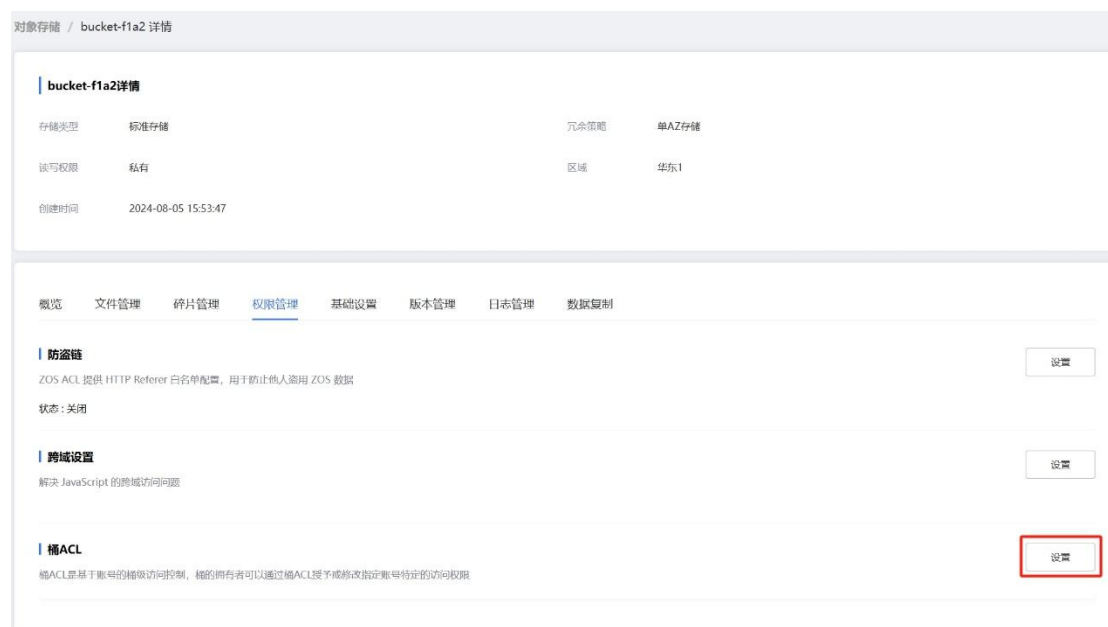 对象存储 / bucket-f1a2 详情
bucket-f1a2详情
存储类型 标准存储 冗余策略 单AZ存储
读写权限 私有 区域 华东1
创建时间 2024-08-05 15:53:47
概览 文件管理 碎片管理 权限管理 基础设置 版本管理 日志管理 数据复制
防盗链 设置
ZOS ACL 提供 HTTP Referer 白名单配置，用于防止他人盗用 ZOS 数据
状态 : 关闭
跨域设置 设置
解决 JavaScript 的跨域访问问题
桶ACL 设置
桶ACL是基于账号的桶级访问控制，桶的拥有者可以通过桶ACL授予或修改指定账号特定的访问权限